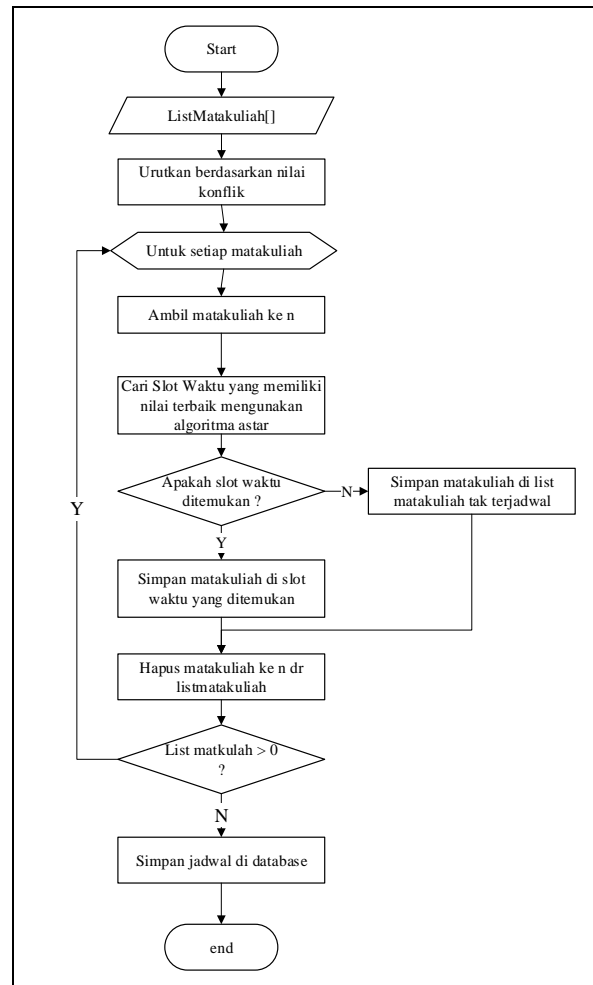 Start
ListMatakuliah[]
Urutkan berdasarkan nilai
konflik
Untuk setiap matakuliah
Ambil matakuliah ke n
Cari Slot Waktu yang memiliki
nilai terbaik mengunakan
algoritma astar
Apakah slot waktu
ditemukan ?
N
Simpan matakuliah di list
matakuliah tak terjadwal
Y
Y
Simpan matakuliah di slot
waktu yang ditemukan
Hapus matakuliah ke n dr
listmatakuliah
List matkulah > 0
?
N
Simpan jadwal di database
end